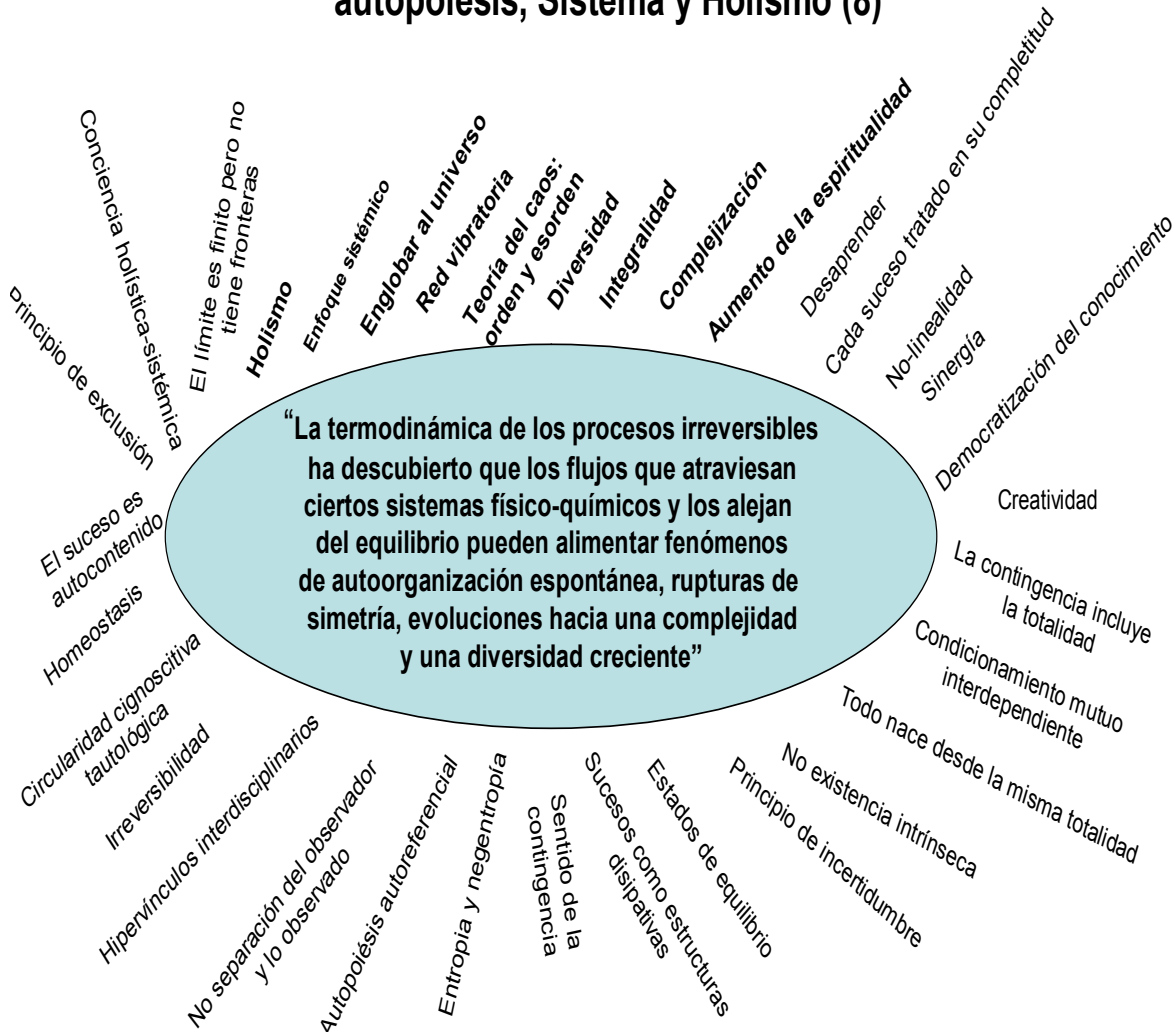 autopoiesis, Sistema y Holismo (8)
Principio de exclusión
Conciencia holística-sistémica
El límite es finito pero no
tiene fronteras
Holismo
Enfoque sistémico
Englobar al universo
Red vibratoria
Teoría del caos:
orden y esorden
Diversidad
Integralidad
Complejización
Aumento de la espiritualidad
Desaprender
Cada suceso tratado en su completitud
No-linealidad
Sinergía
Democratización del conocimiento
Creatividad
La contingencia incluye
la totalidad
Condicionamiento mutuo
interdependiente
Todo nace desde la misma totalidad
No existencia intrínseca
Principio de incertidumbre
Estados de equilibrio
Sucesos como estructuras
disipativas
Sentido de la
contingencia
Entropia y negentropía
Autopoiésis autoreferencial
No separación del observador
y lo observado
Hipervínculos interdisciplinarios
Irreversibilidad
Circularidad cignoscitiva
tautológica
Homeostasis
El suceso es
autocontenido
“La termodinámica de los procesos irreversibles
ha descubierto que los flujos que atraviesan
ciertos sistemas físico-químicos y los alejan
del equilibrio pueden alimentar fenómenos
de autoorganización espontánea, rupturas de
simetría, evoluciones hacia una complejidad
y una diversidad creciente”